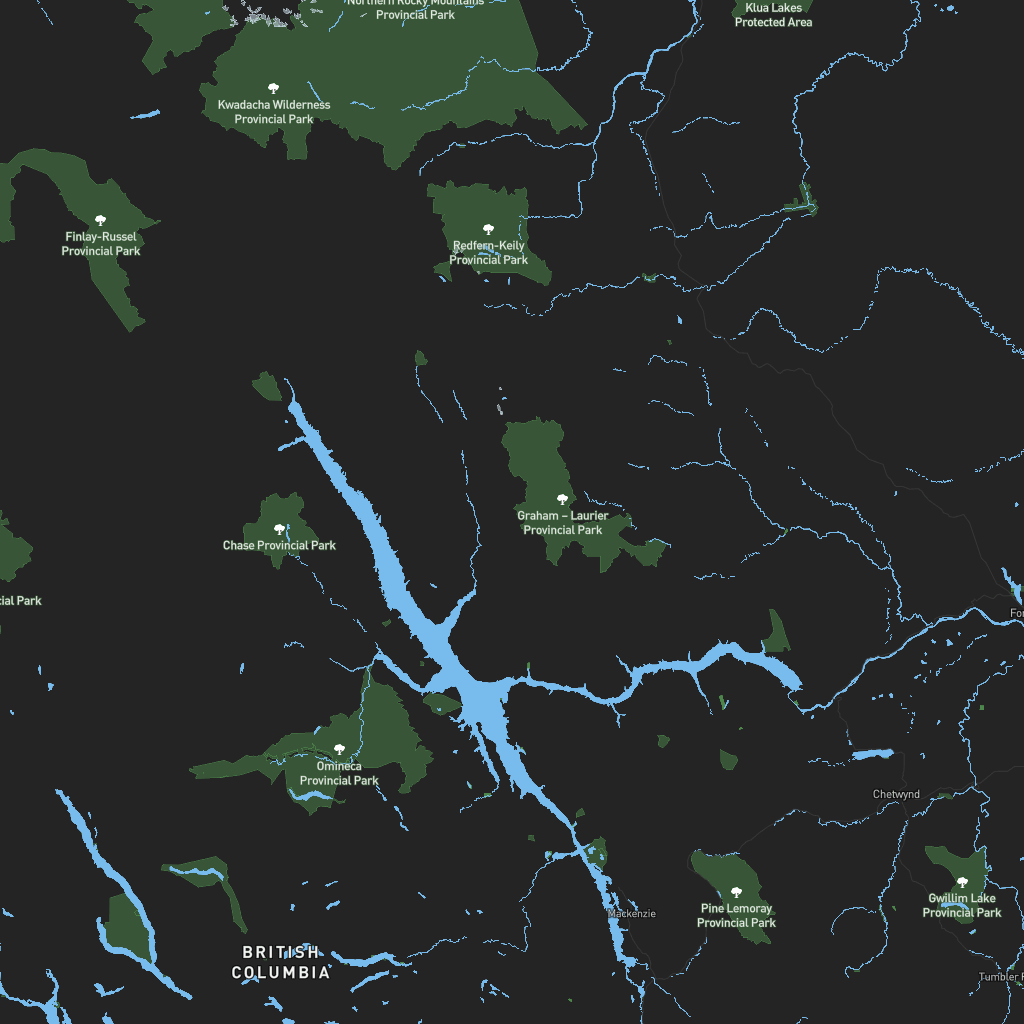 Northern Rocky Mountains
Provincial Park
Klua Lakes
Protected Area
Kwadacha Wilderness
Provincial Park
Finlay-Russel
Provincial Park
Redfern-Keily
Provincial Park
Graham – Laurier
Provincial Park
Chase Provincial Park
cial Park
For
Omineca
Provincial Park
Chetwynd
Pine Lemoray
Provincial Park
Gwillim Lake
Provincial Park
Mackenzie
BRITISH
COLUMBIA
Tumbler R